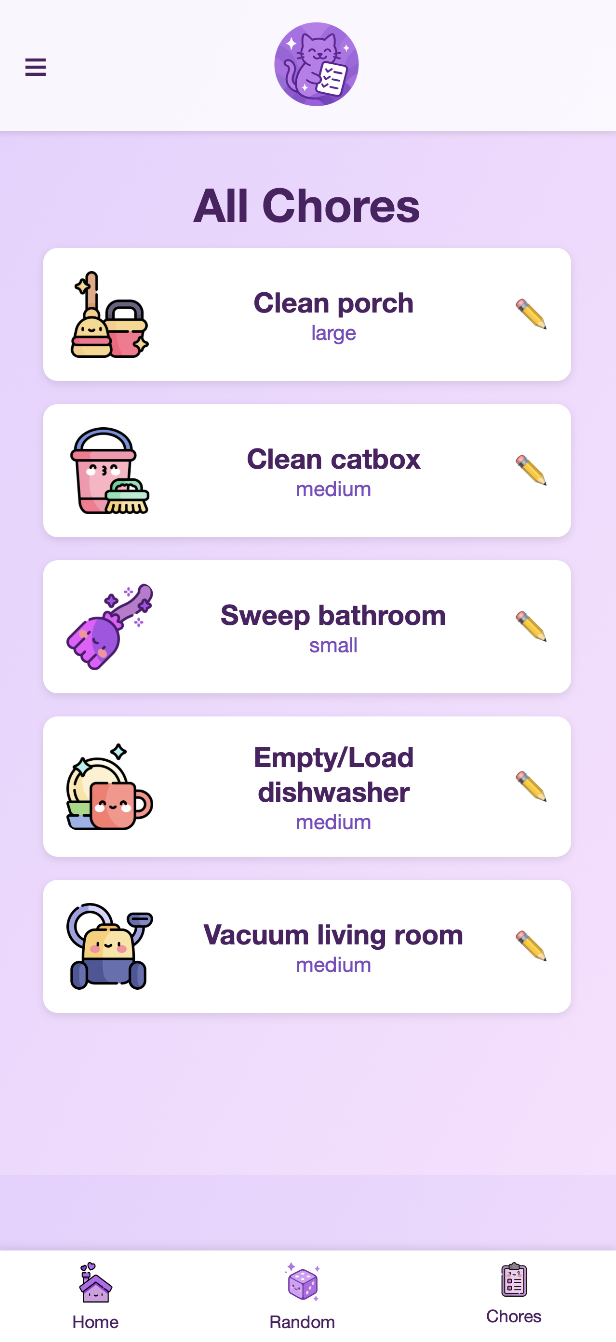 All Chores
Clean porch
large
Clean catbox
medium
Sweep bathroom
small
Empty/Load
dishwasher
medium
Vacuum living room
medium
Home
Random
Chores